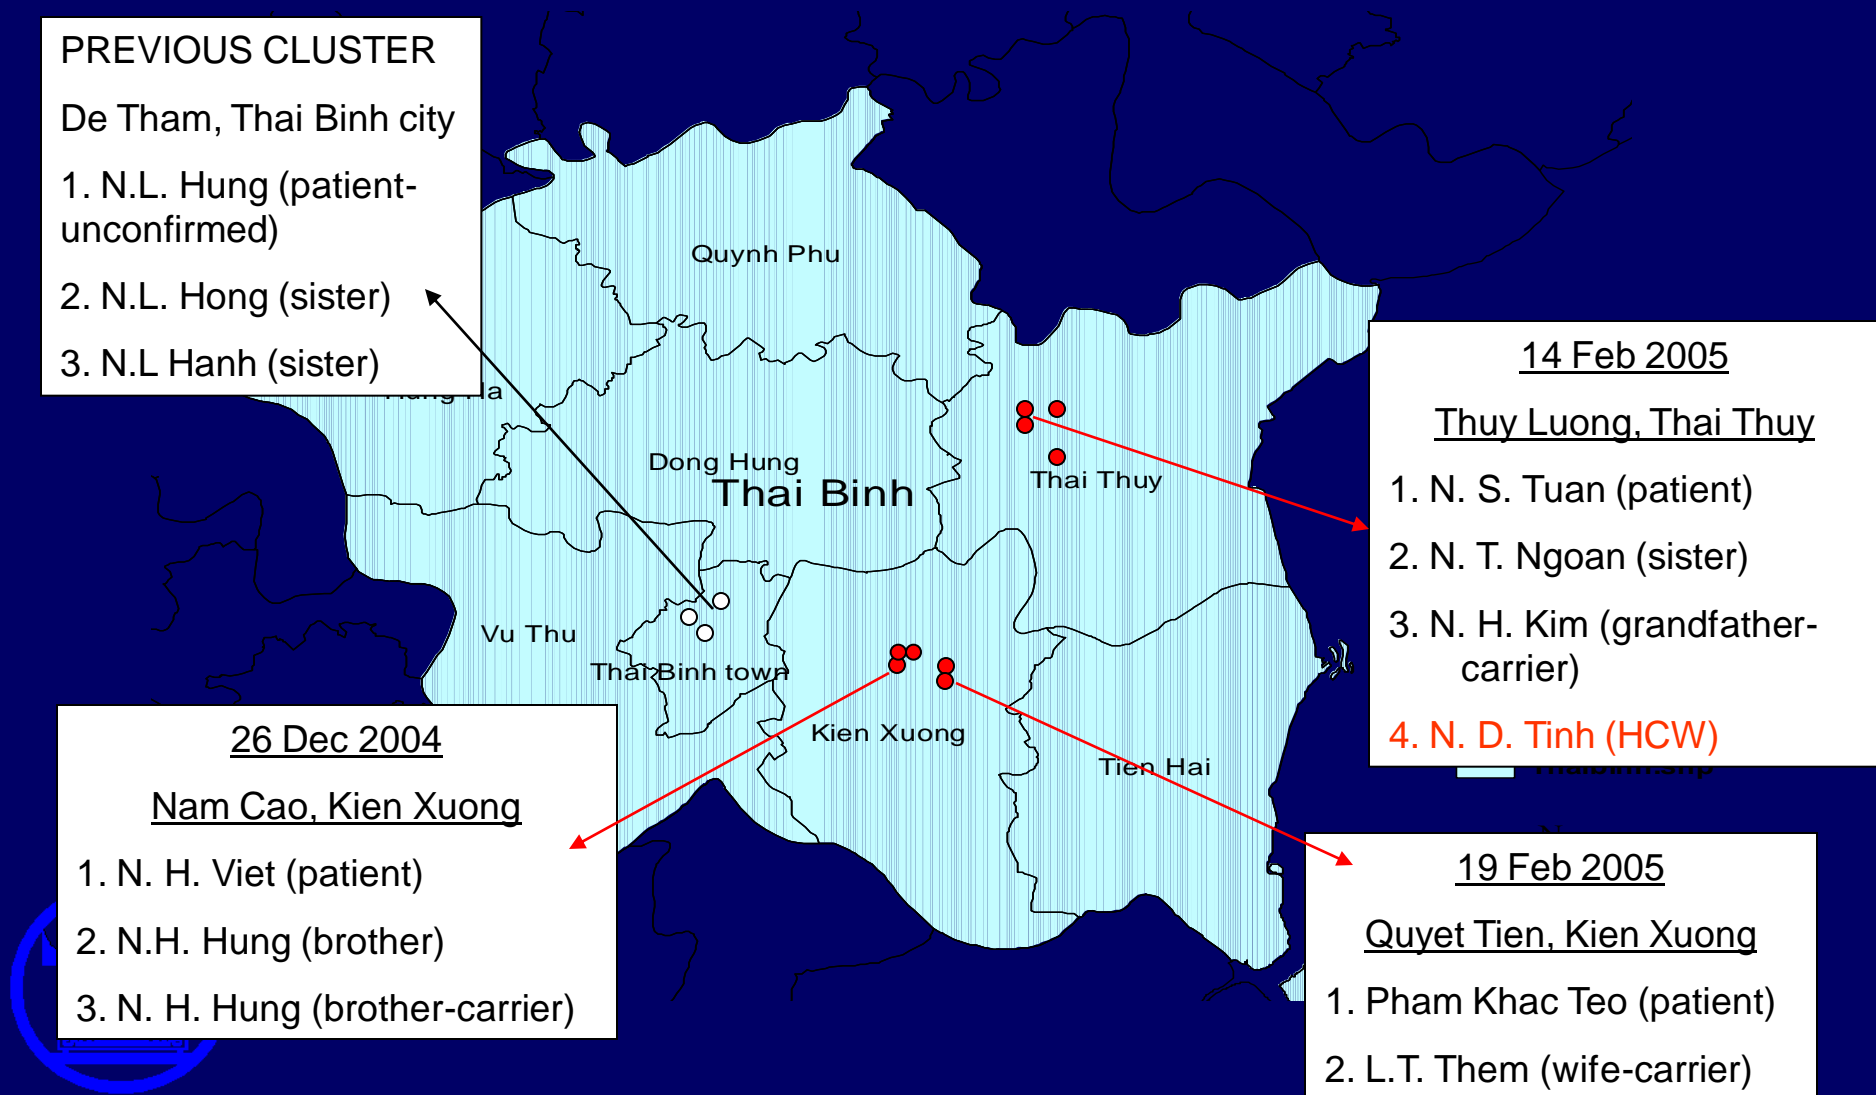 PREVIOUS CLUSTER
De Tham, Thai Binh city
1. N.L. Hung (patient-
unconfirmed)
2. N.L. Hong (sister)
3. N.L Hanh (sister)
Quynh Phu
Dong Hung
Thai Binh
Thai Thuy
Vu Thu
Thai Binh town
Kien Xuong
Tien Hai
14 Feb 2005
Thuy Luong, Thai Thuy
1. N. S. Tuan (patient)
2. N. T. Ngoan (sister)
3. N. H. Kim (grandfather-
carrier)
4. N. D. Tinh (HCW)
26 Dec 2004
Nam Cao, Kien Xuong
1. N. H. Viet (patient)
2. N.H. Hung (brother)
3. N. H. Hung (brother-carrier)
19 Feb 2005
Quyet Tien, Kien Xuong
1. Pham Khac Teo (patient)
2. L.T. Them (wife-carrier)